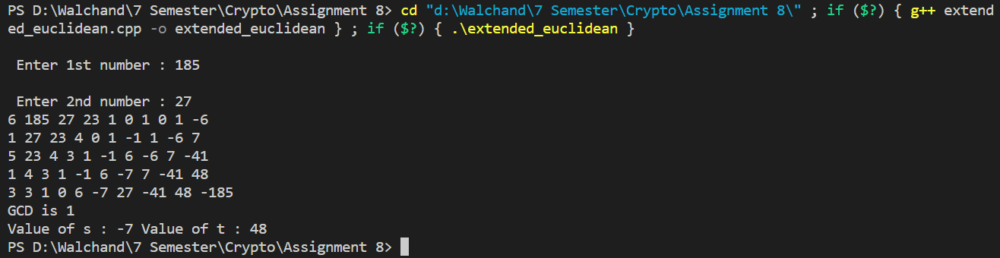 PS D:\Walchand\7 Semester\Crypto\Assignment 8> cd "d:\Walchand\7 Semester\Crypto\Assignment 8\" ; if ($?) { g++ extend
ed_euclidean.cpp -o extended_euclidean } ; if ($?) { .\extended_euclidean }
Enter 1st number : 185
Enter 2nd number : 27
6 185 27 23 1 0 1 0 1 -6
1 27 23 4 0 1 -1 1 -6 7
5 23 4 3 1 -1 6 -6 7 -41
1 4 3 1 -1 6 -7 7 -41 48
3 3 1 0 6 -7 27 -41 48 -185
GCD is 1
Value of s : -7 Value of t : 48
PS D:\Walchand\7 Semester\Crypto\Assignment 8>